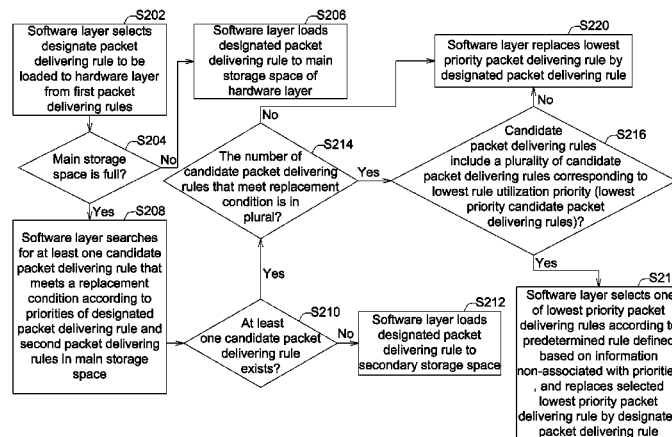 S202
Software layer selects
designate packet
delivering rule to be
loaded to hardware layer
from first packet
delivering rules
S206
Software layer loads
designated packet
delivering rule to main
storage space of
hardware layer
S220
Software layer replaces lowest
priority packet delivering rule by
designated packet delivering rule
S204
Main storage
space is full?
No
Yes
S214
The number of
candidate packet delivering
rules that meet replacement
condition is in
plural?
No
Yes
S216
Candidate
packet delivering rules
include a plurality of candidate
packet delivering rules corresponding to
lowest rule utilization priority (lowest
priority candidate packet
delivering rules)?
No
Yes
S208
Software layer searches
for at least one candidate
packet delivering rule that
meets a replacement
condition according to
priorities of designated
packet delivering rule and
second packet delivering
rules in main storage
space
Yes
S210
At least
one candidate packet
delivering rule
exists?
No
S212
Software layer loads
designated packet
delivering rule to
secondary storage space
S21
Software layer selects one
of lowest priority packet
delivering rules according to
predetermined rule defined
based on information
non-associated with
, and replaces selected
lowest priority packet
delivering rule by
packet delivering rule